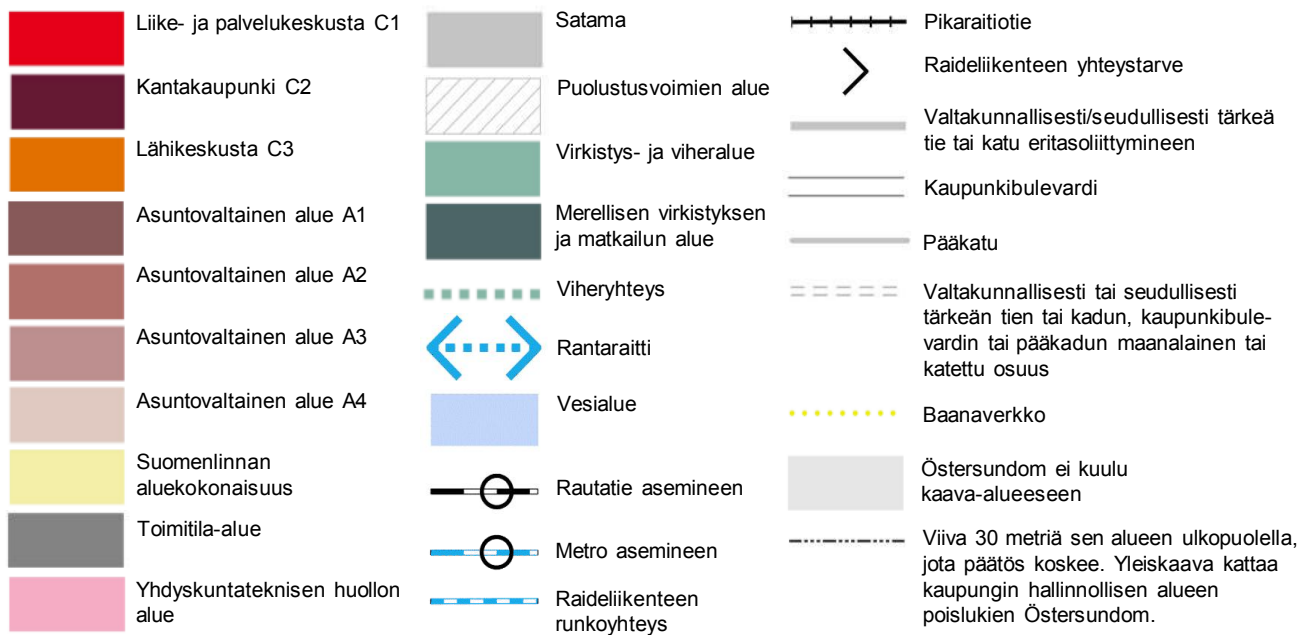 Liike- ja palvelukeskusta C1
Kantakaupunki C2
Lähikeskusta C3
Asuntovaltainen alue A1
Asuntovaltainen alue A2
Asuntovaltainen alue A3
Asuntovaltainen alue A4
Suomenlinnan
aluekokonaisuus
Toimitila-alue
Yhdyskuntateknisen huollon
alue
Satama
Puolustusvoimien alue
Virkistys- ja viheralue
Merellisen virkistyksen
ja matkailun alue
Viheryhteys
Rantaraitti
Vesialue
Rautatie asemineen
Metro asemineen
Raideliikenteen
runkoyhteys
Pikaraitiotie
Raideliikenteen yhteystarve
Valtakunnallisesti/seudullisesti tärkeä
tie tai katu eritasoliittymineen
Kaupunkibulevardi
Pääkatu
Valtakunnallisesti tai seudullisesti
tärkeän tien tai kadun, kaupunkibule-
vardin tai pääkadun maanalainen tai
katettu osuus
Baanaverkko
Östersundom ei kuulu
kaava-alueeseen
Viiva 30 metriä sen alueen ulkopuolella,
jota päätös koskee. Yleiskaava kattaa
kaupungin hallinnollisen alueen
poislukien Östersundom.